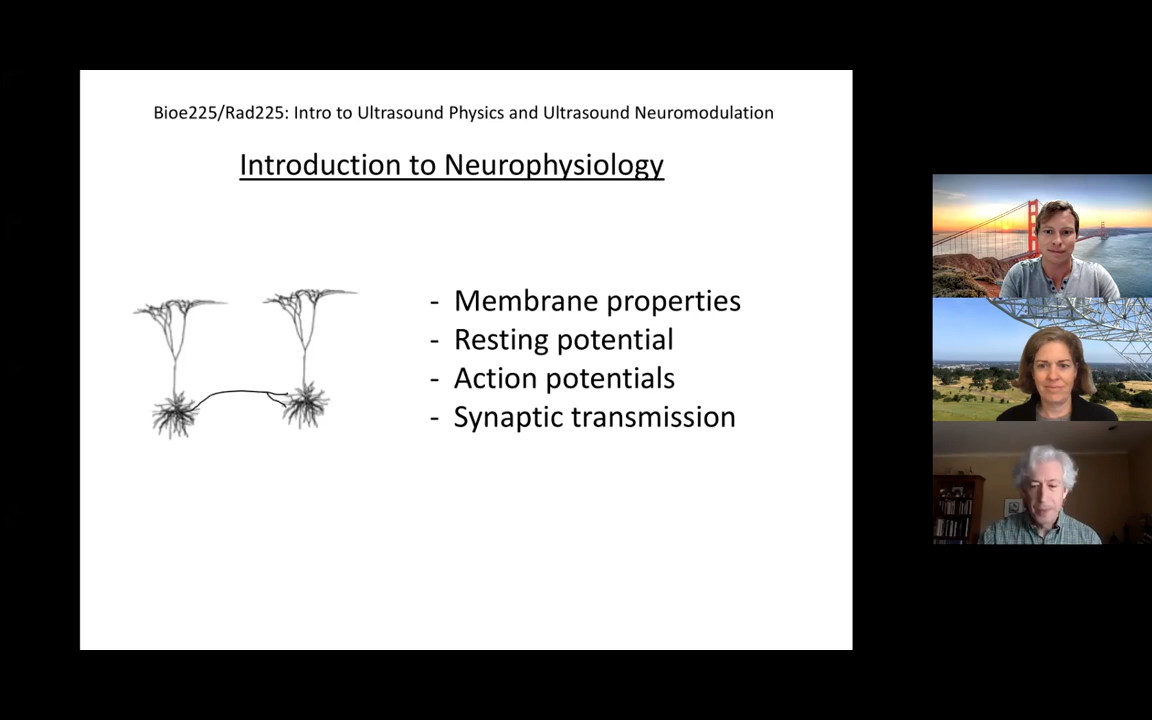 Bioe225/Rad225: Intro to Ultrasound Physics and Ultrasound Neuromodulation
Introduction to Neurophysiology
- Membrane properties
- Resting potential
- Action potentials
- Synaptic transmission